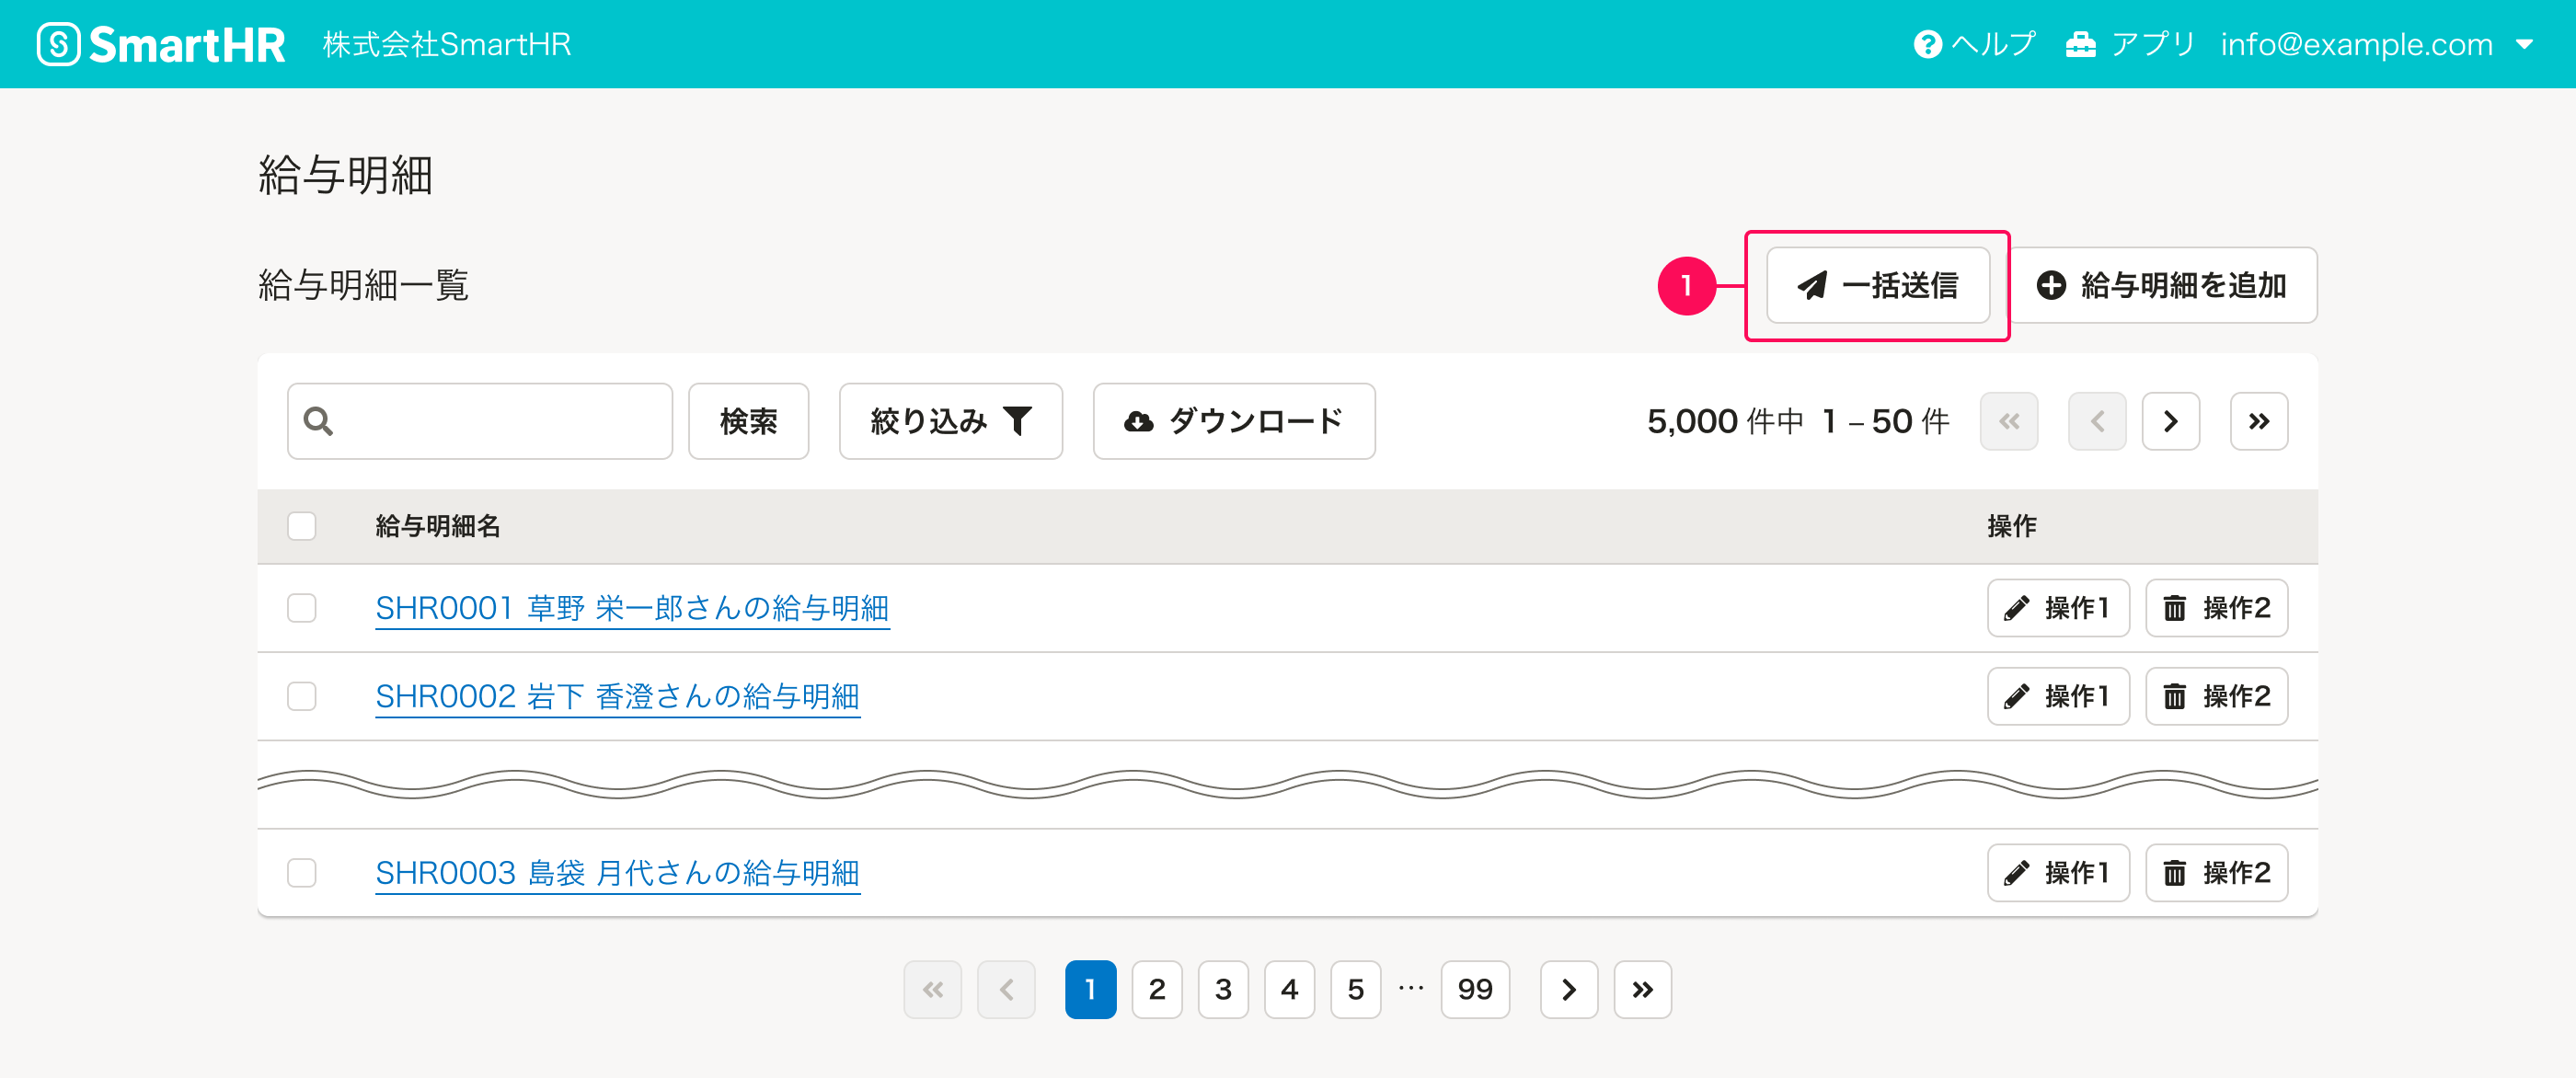 SmartHR 株式会社SmartHR ヘルプ アプリ info@example.com
給与明細
給与明細一覧 1 一括送信 給与明細を追加
検索 絞り込み ダウンロード 5,000 件中 1 – 50 件
給与明細名 操作
SHR0001 草野 栄一郎さんの給与明細 操作1 操作2
SHR0002 岩下 香澄さんの給与明細 操作1 操作2
SHR0003 島袋 月代さんの給与明細 操作1 操作2
1 2 3 4 5 … 99